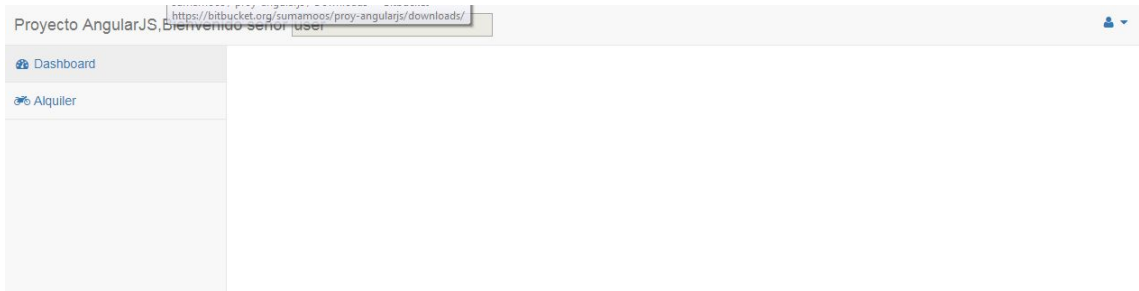 https://bitbucket.org/sumamoos/proy-angularjs/downloads/
Proyecto AngularJS,Bienvenido señor user
Dashboard
Alquiler